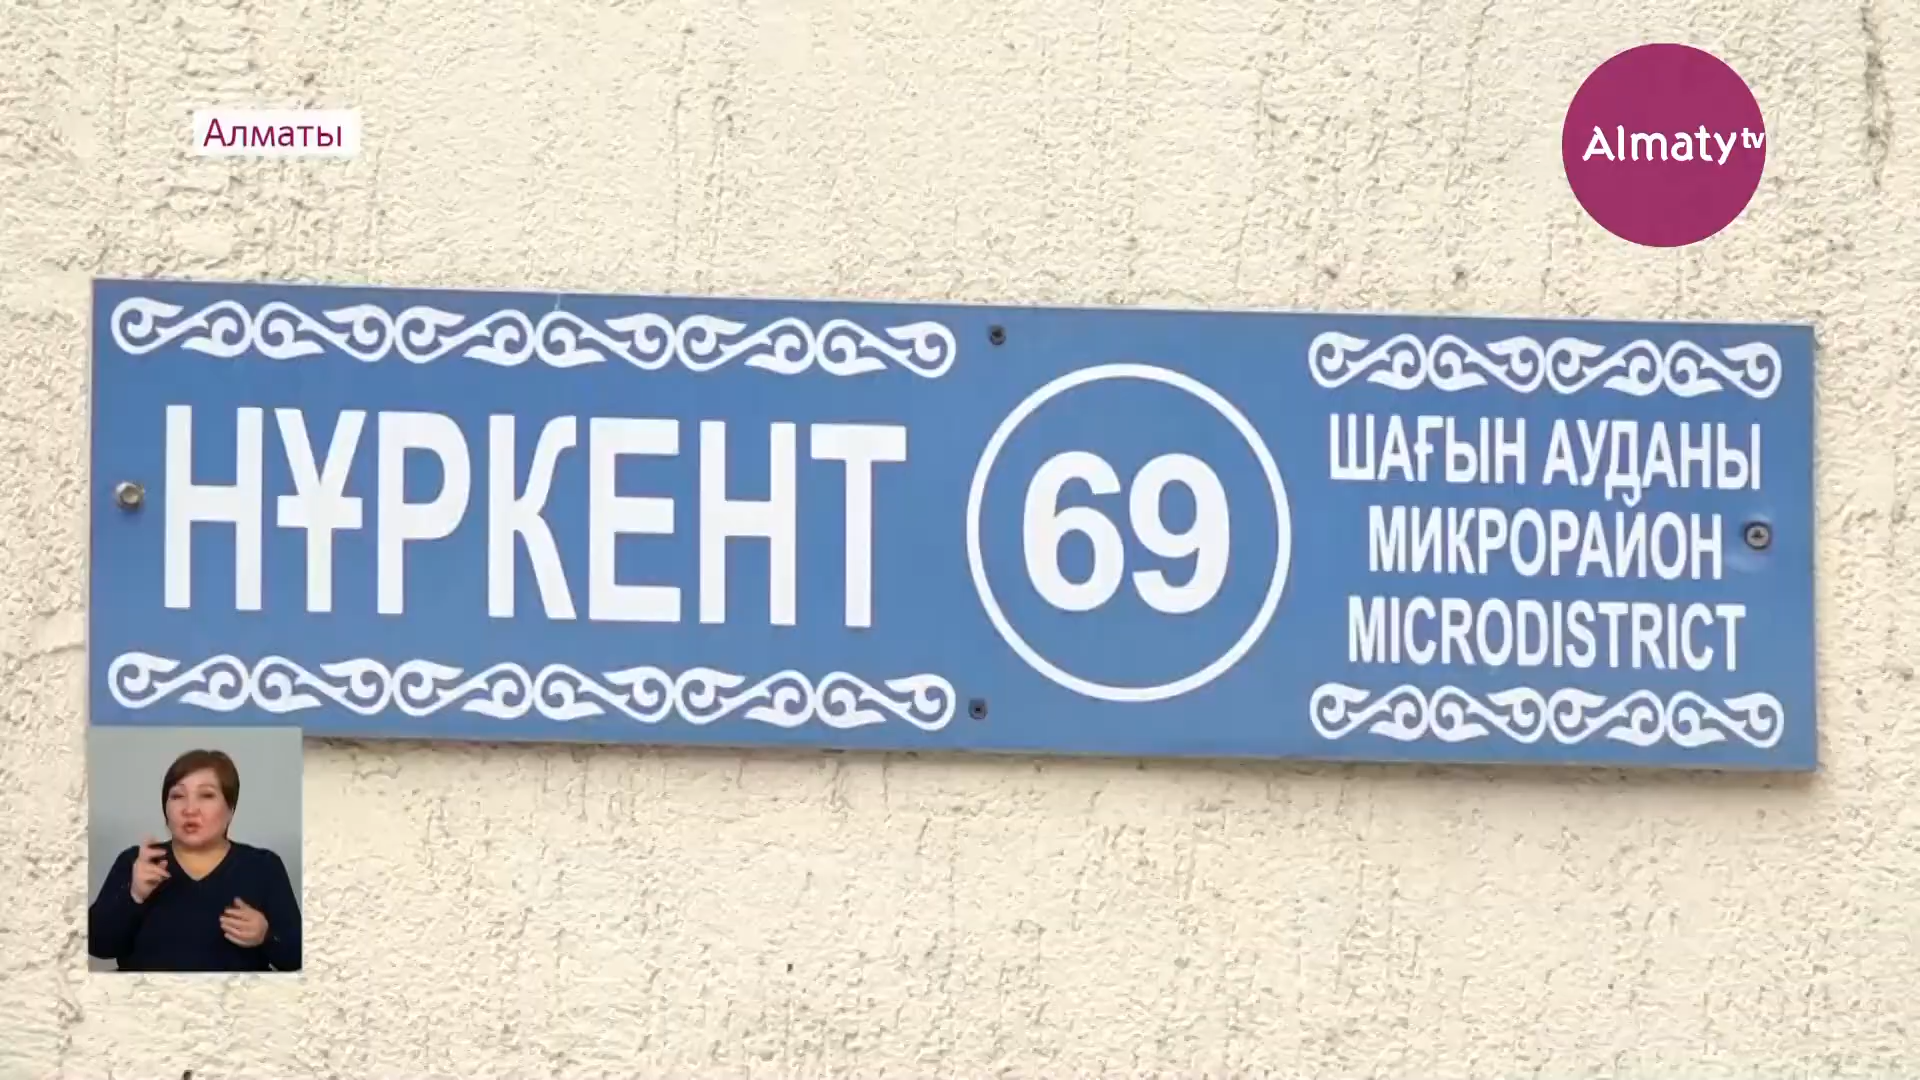 Алматы
Almaty tv
НҰРКЕНТ
69
ШАҒЫН АУДАНЫ
МИКРОРАЙОН
MICRODISTRICT